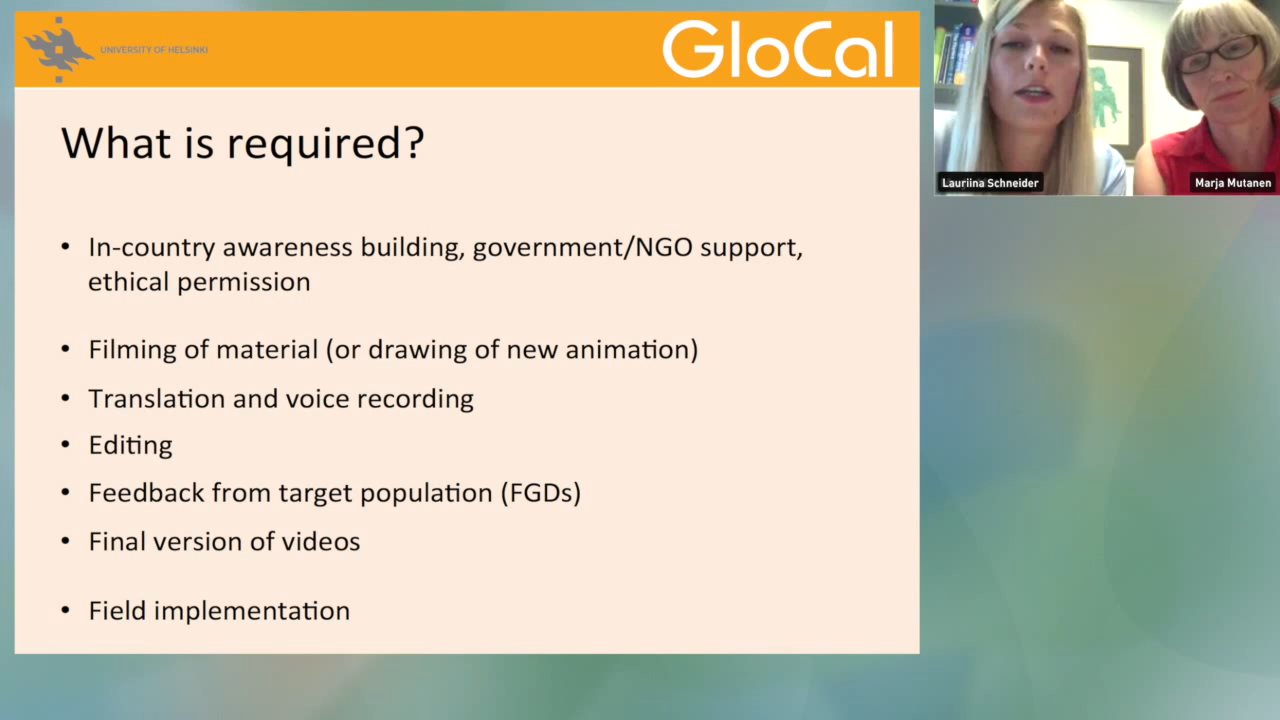 UNIVERSITY OF HELSINKI
GloCal
What is required?
• In-country awareness building, government/NGO support,
ethical permission
• Filming of material (or drawing of new animation)
• Translation and voice recording
• Editing
• Feedback from target population (FGDs)
• Final version of videos
• Field implementation
Lauriina Schneider
Marja Mutanen